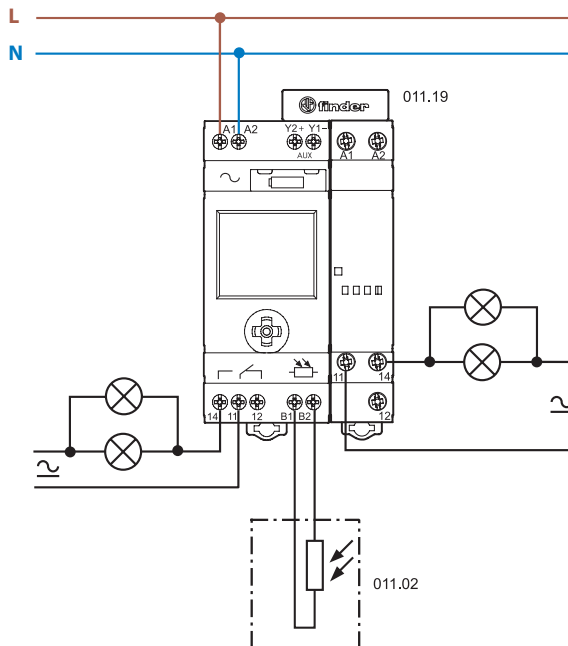 L
N
finder
011.19
A1 A2 Y2+ Y1-
AUX
A1 A2
11 14
12
14 11 12 B1 B2
011.02